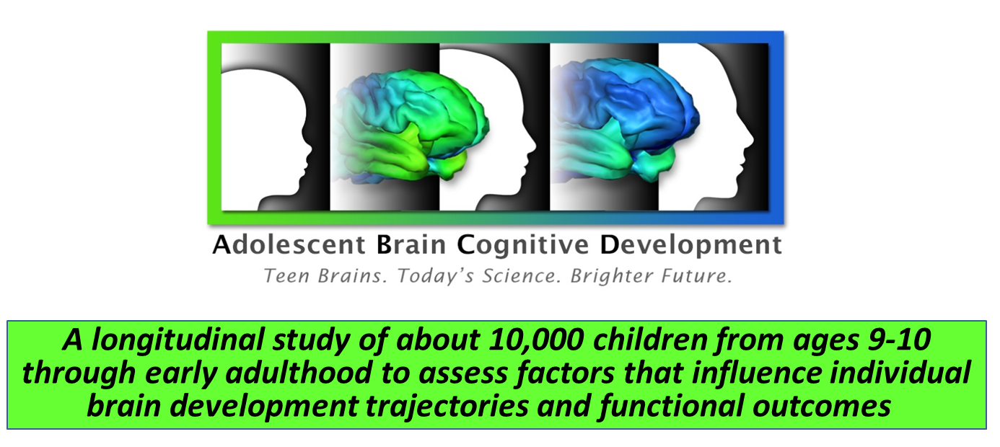 Adolescent Brain Cognitive Development
Teen Brains. Today's Science. Brighter Future.
A longitudinal study of about 10,000 children from ages 9-10
through early adulthood to assess factors that influence individual
brain development trajectories and functional outcomes